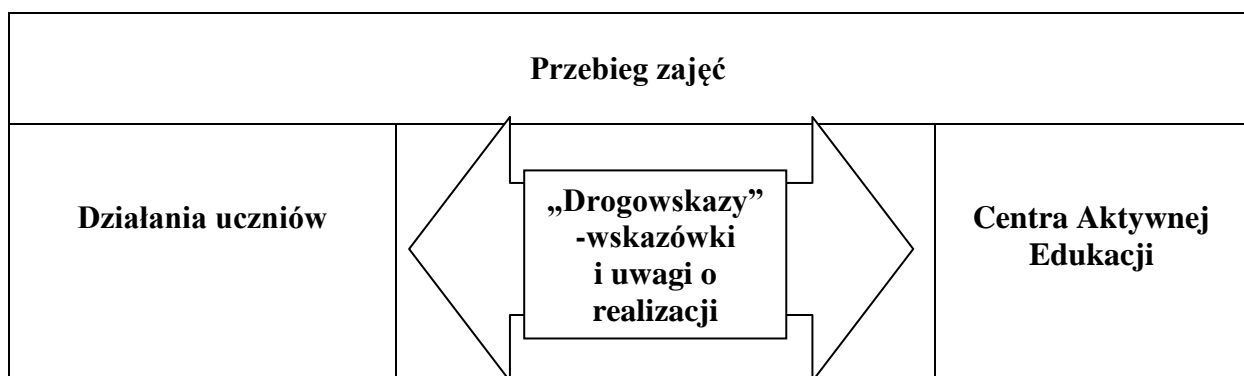 Przebieg zajęć
Działania uczniów
„Drogowskazy”
-wskazówki
i uwagi o
realizacji
Centra Aktywnej
Edukacji